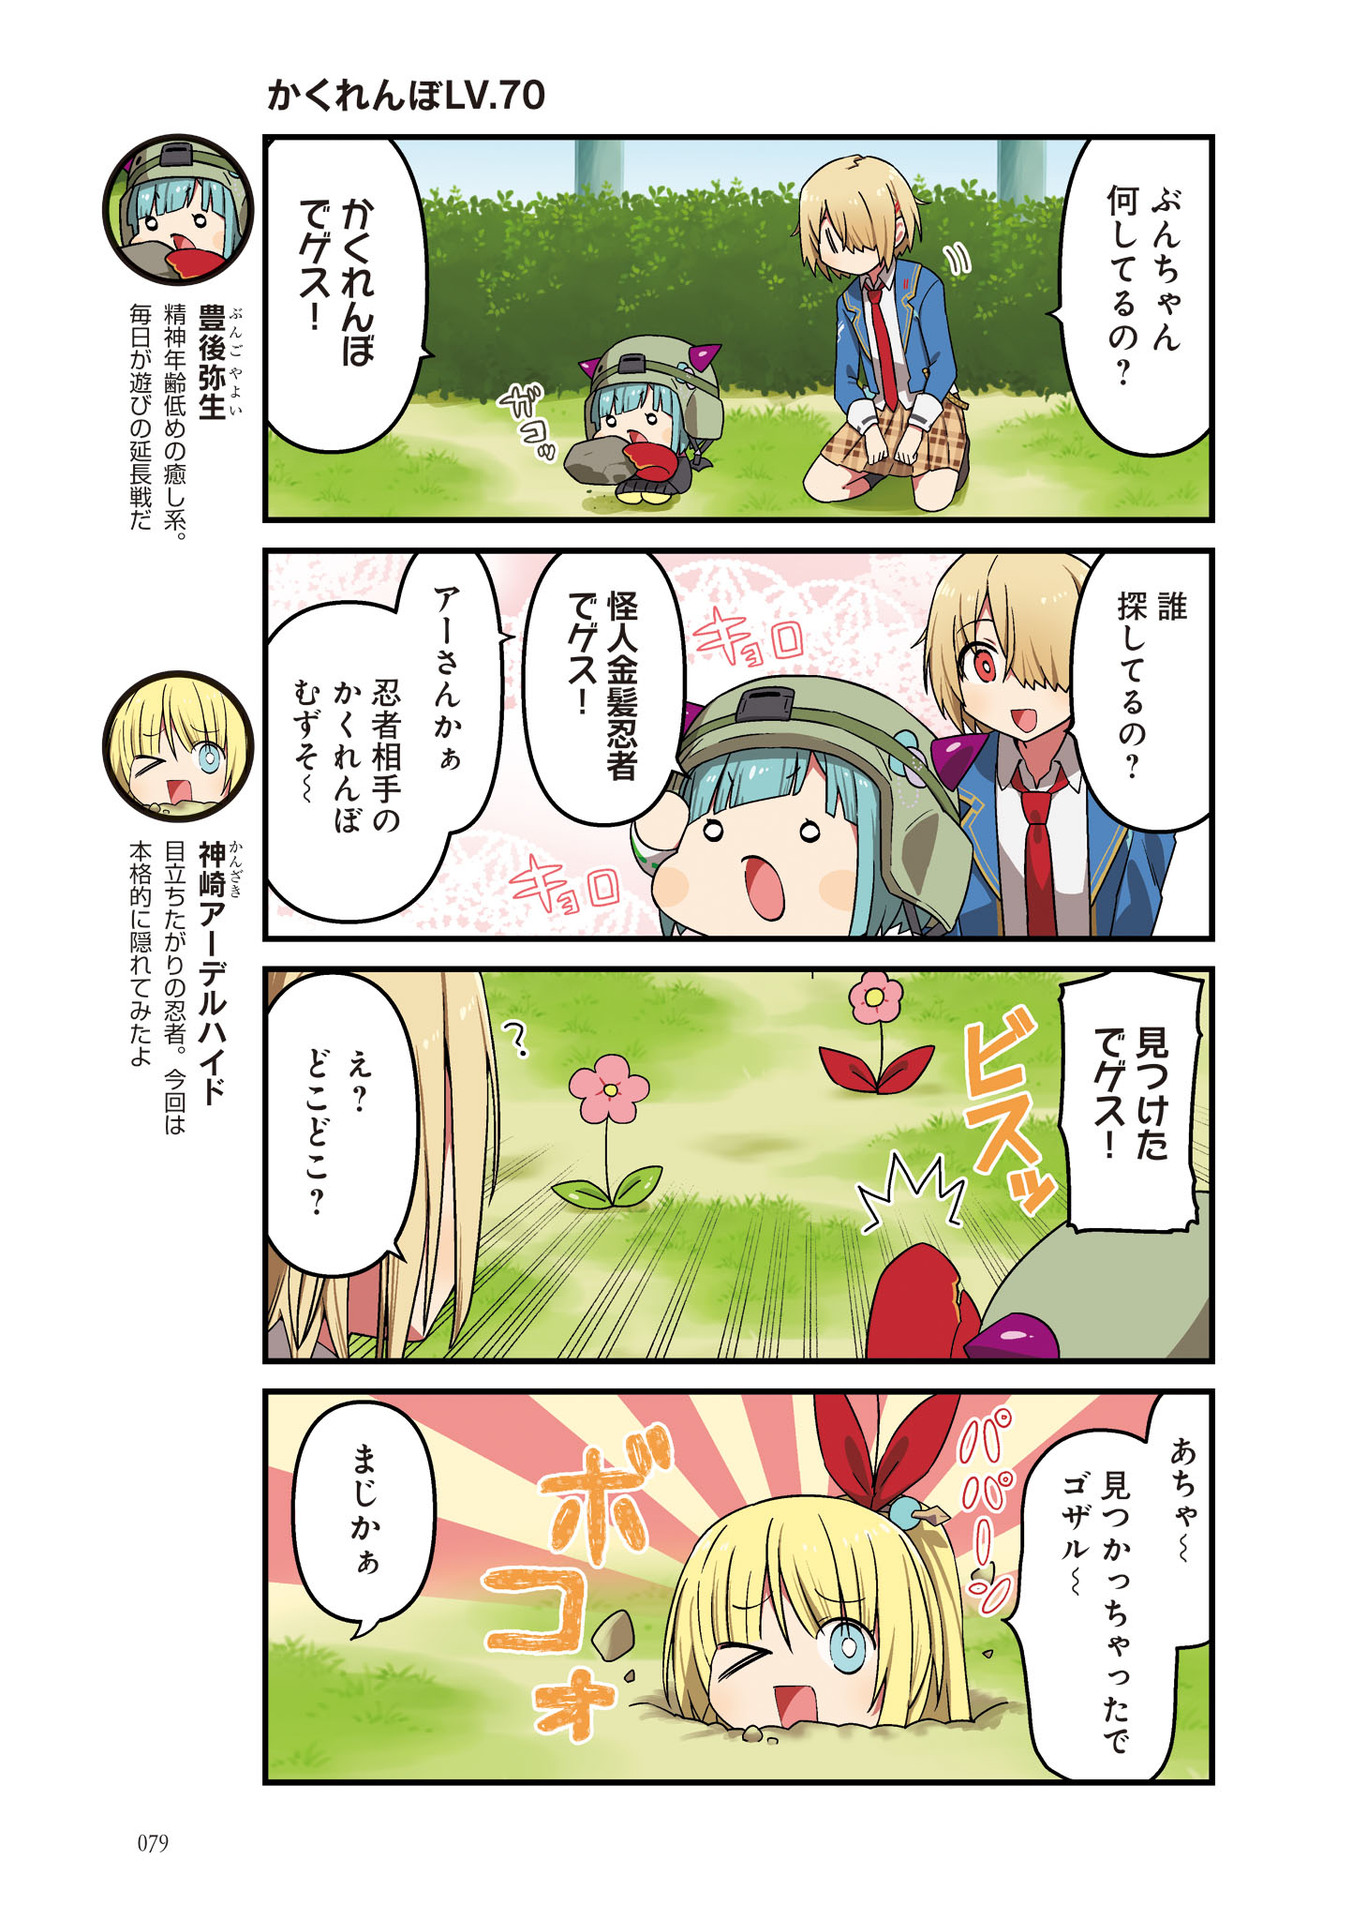 かくれんぼLV.70
ぶんちゃん
何してるの?
かくれんぼ
でゲス!
ガコッ
誰
探してるの?
怪人金髪忍者
でゲス!
アーさんかぁ
忍者相手の
かくれんぼ
むずそ〜
キョロ
キョロ
見つけた
でゲス!
ビスッ
え?
どこどこ?
?
あちゃ〜
見つかっちゃったで
ゴザル〜
パパーン
ボコォ
まじかぁ
豊後弥生
ぶんごやよい
精神年齢低めの癒し系。
毎日が遊びの延長戦だ
神崎アーデルハイド
かんざき
目立ちたがりの忍者。今回は
本格的に隠れてみたよ
079